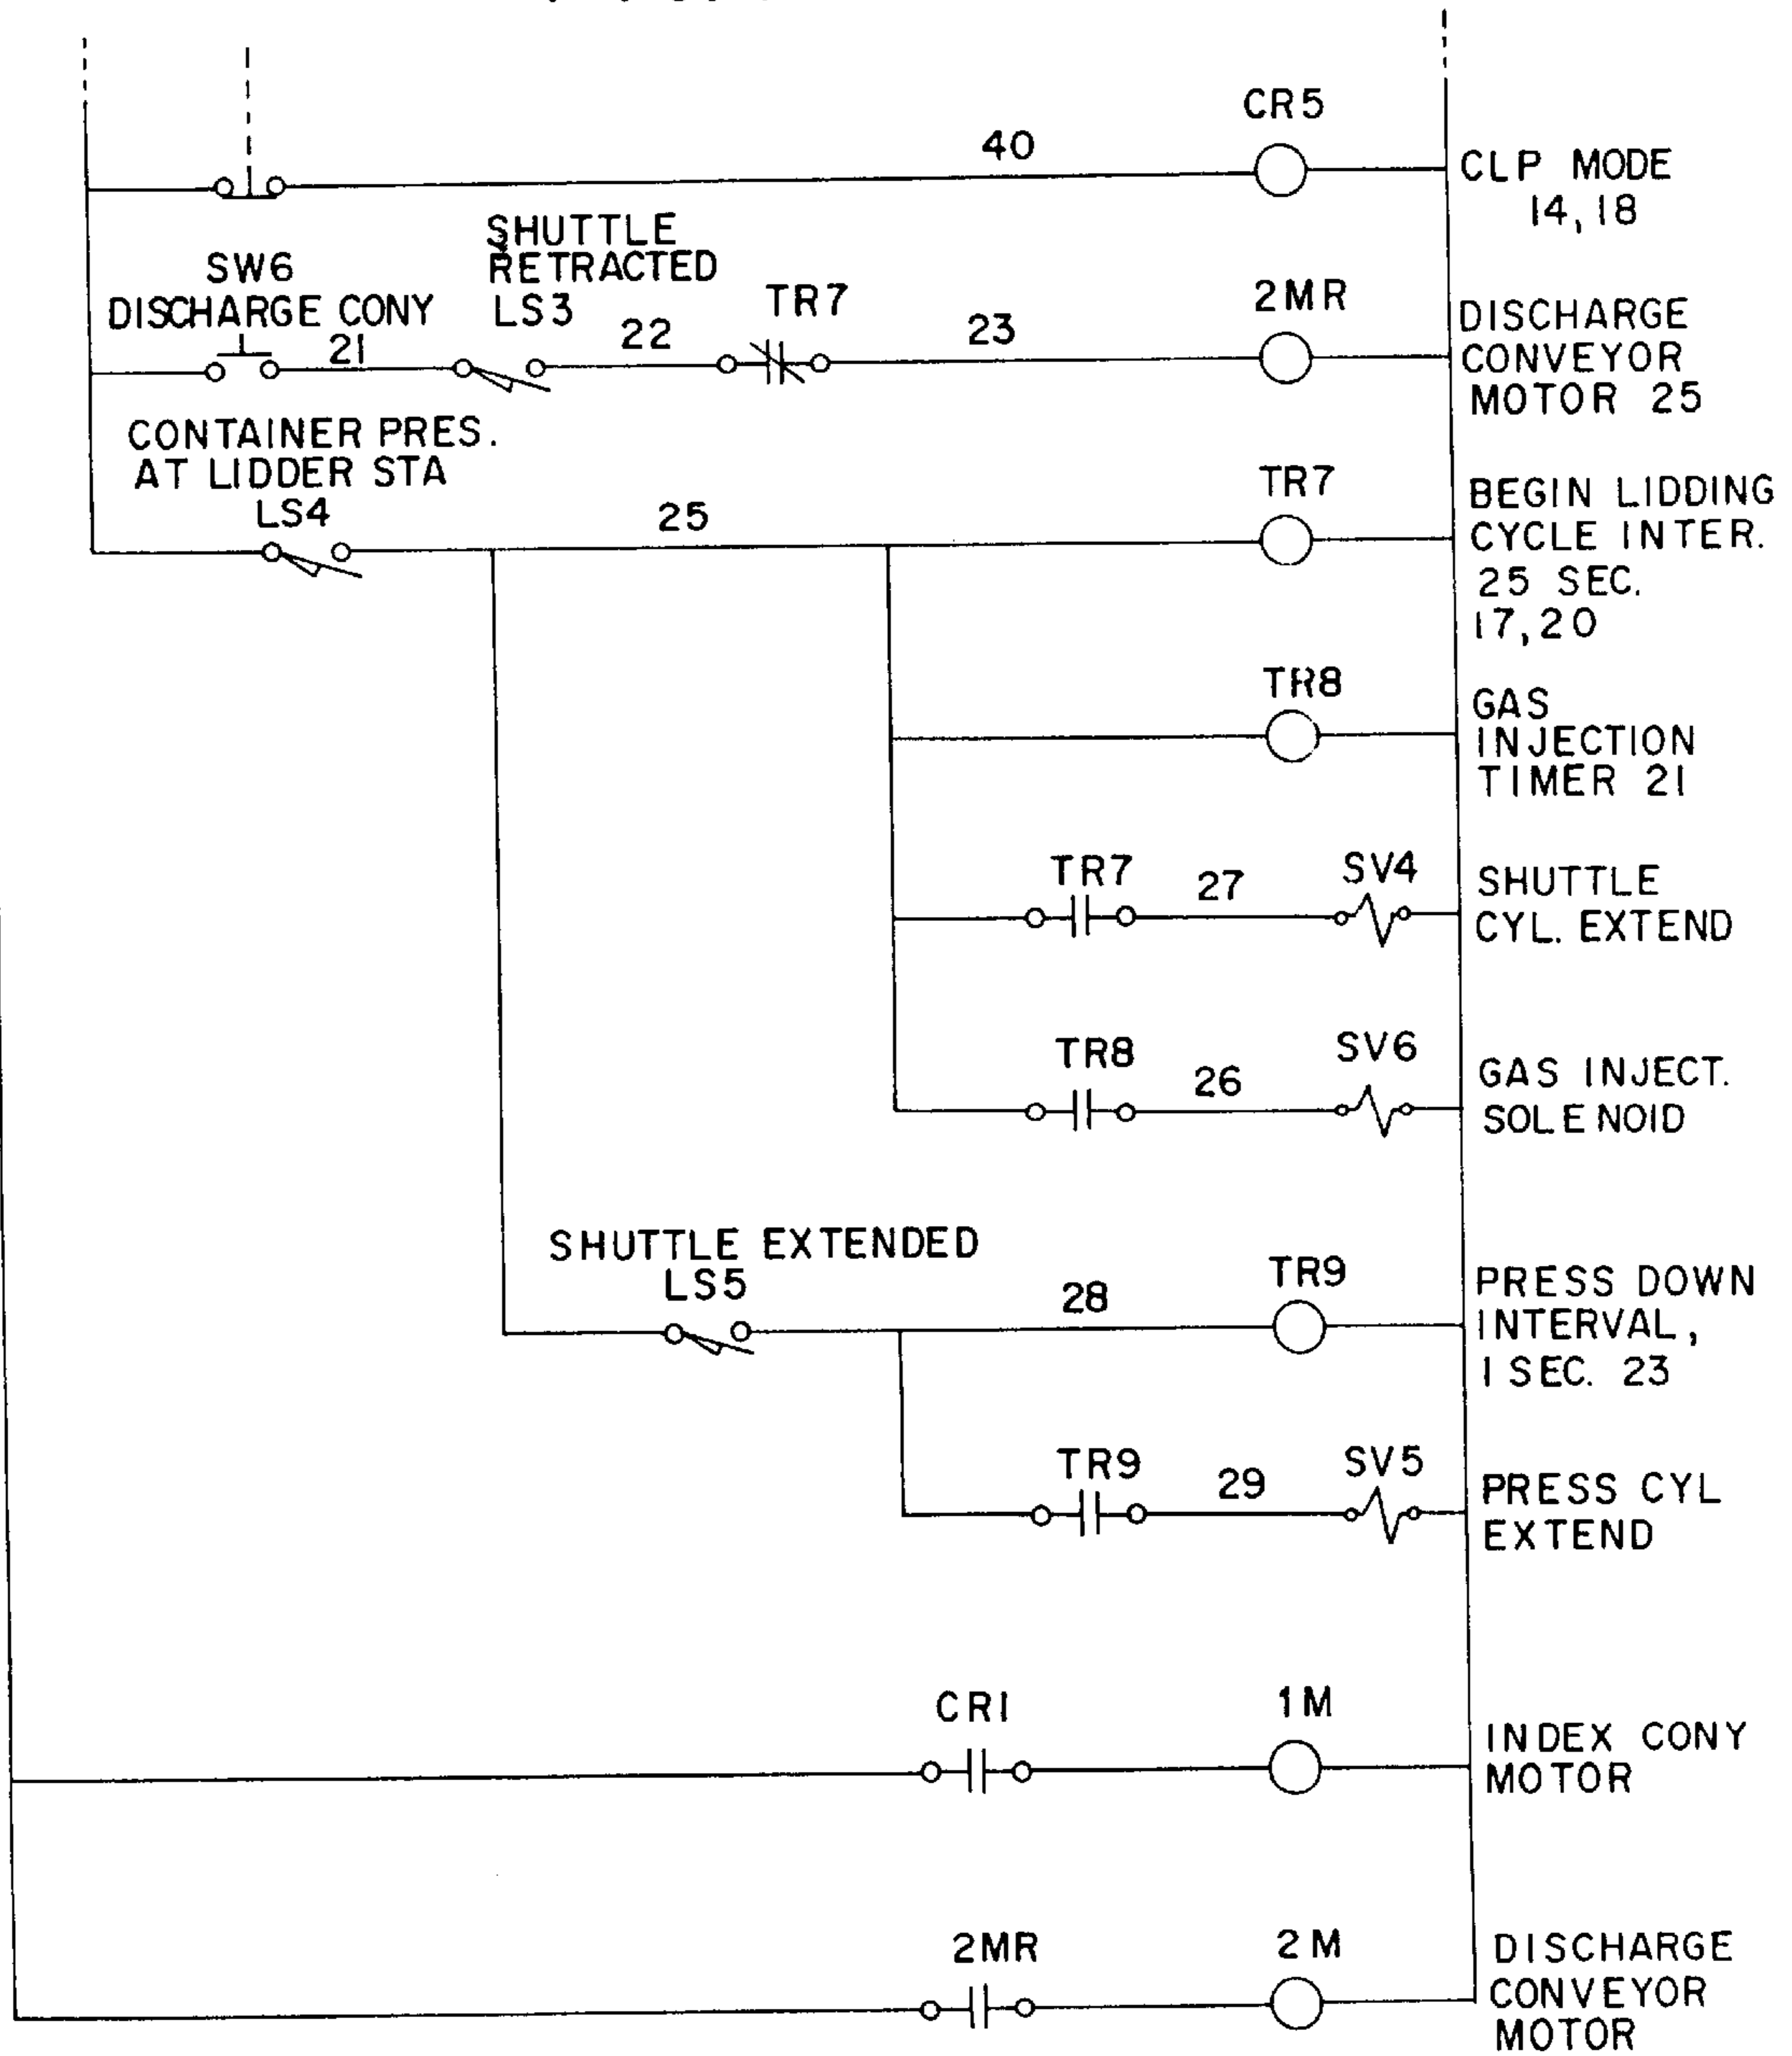 CR5
40
CLP MODE
14, 18
SHUTTLE
RETRACTED
LS3
SW6
DISCHARGE CONY
21
22
TR7
23
2MR
DISCHARGE
CONVEYOR
MOTOR 25
CONTAINER PRES.
AT LIDDER STA
LS4
25
TR7
BEGIN LIDDING
CYCLE INTER.
25 SEC.
17, 20
TR8
GAS
INJECTION
TIMER 21
TR7
27
SV4
SHUTTLE
CYL. EXTEND
TR8
26
SV6
GAS INJECT.
SOLENOID
SHUTTLE EXTENDED
LS5
28
TR9
PRESS DOWN
INTERVAL,
1 SEC. 23
TR9
29
SV5
PRESS CYL
EXTEND
CR1
1M
INDEX CONY
MOTOR
2MR
2M
DISCHARGE
CONVEYOR
MOTOR